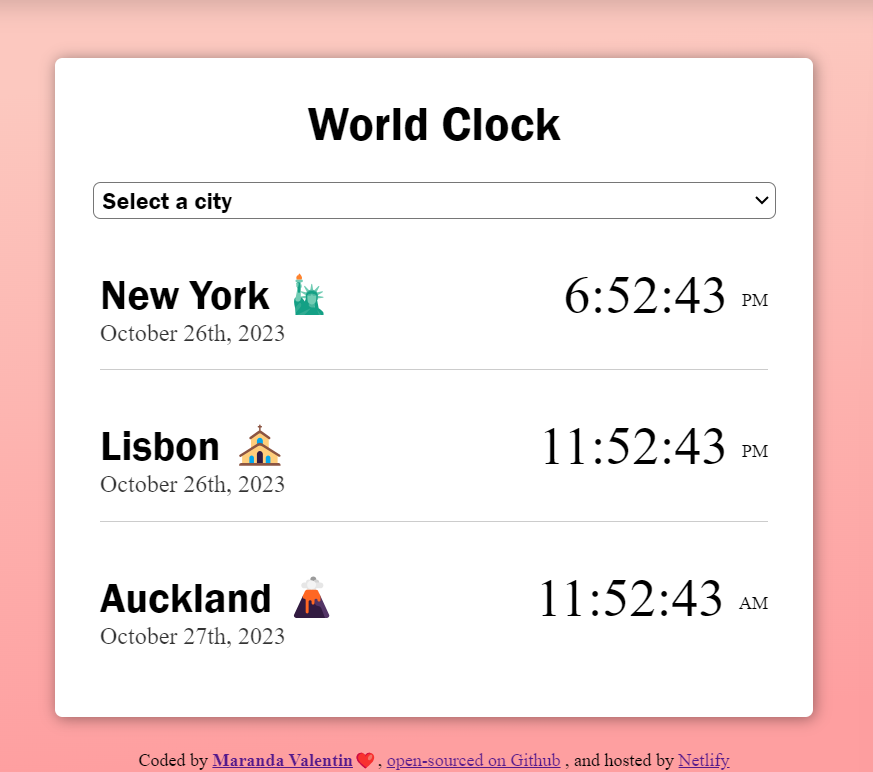 World Clock
Select a city
New York 🗽 6:52:43 PM
October 26th, 2023
Lisbon ⛪ 11:52:43 PM
October 26th, 2023
Auckland 🌋 11:52:43 AM
October 27th, 2023
Coded by Maranda Valentin❤️ , open-sourced on Github , and hosted by Netlify